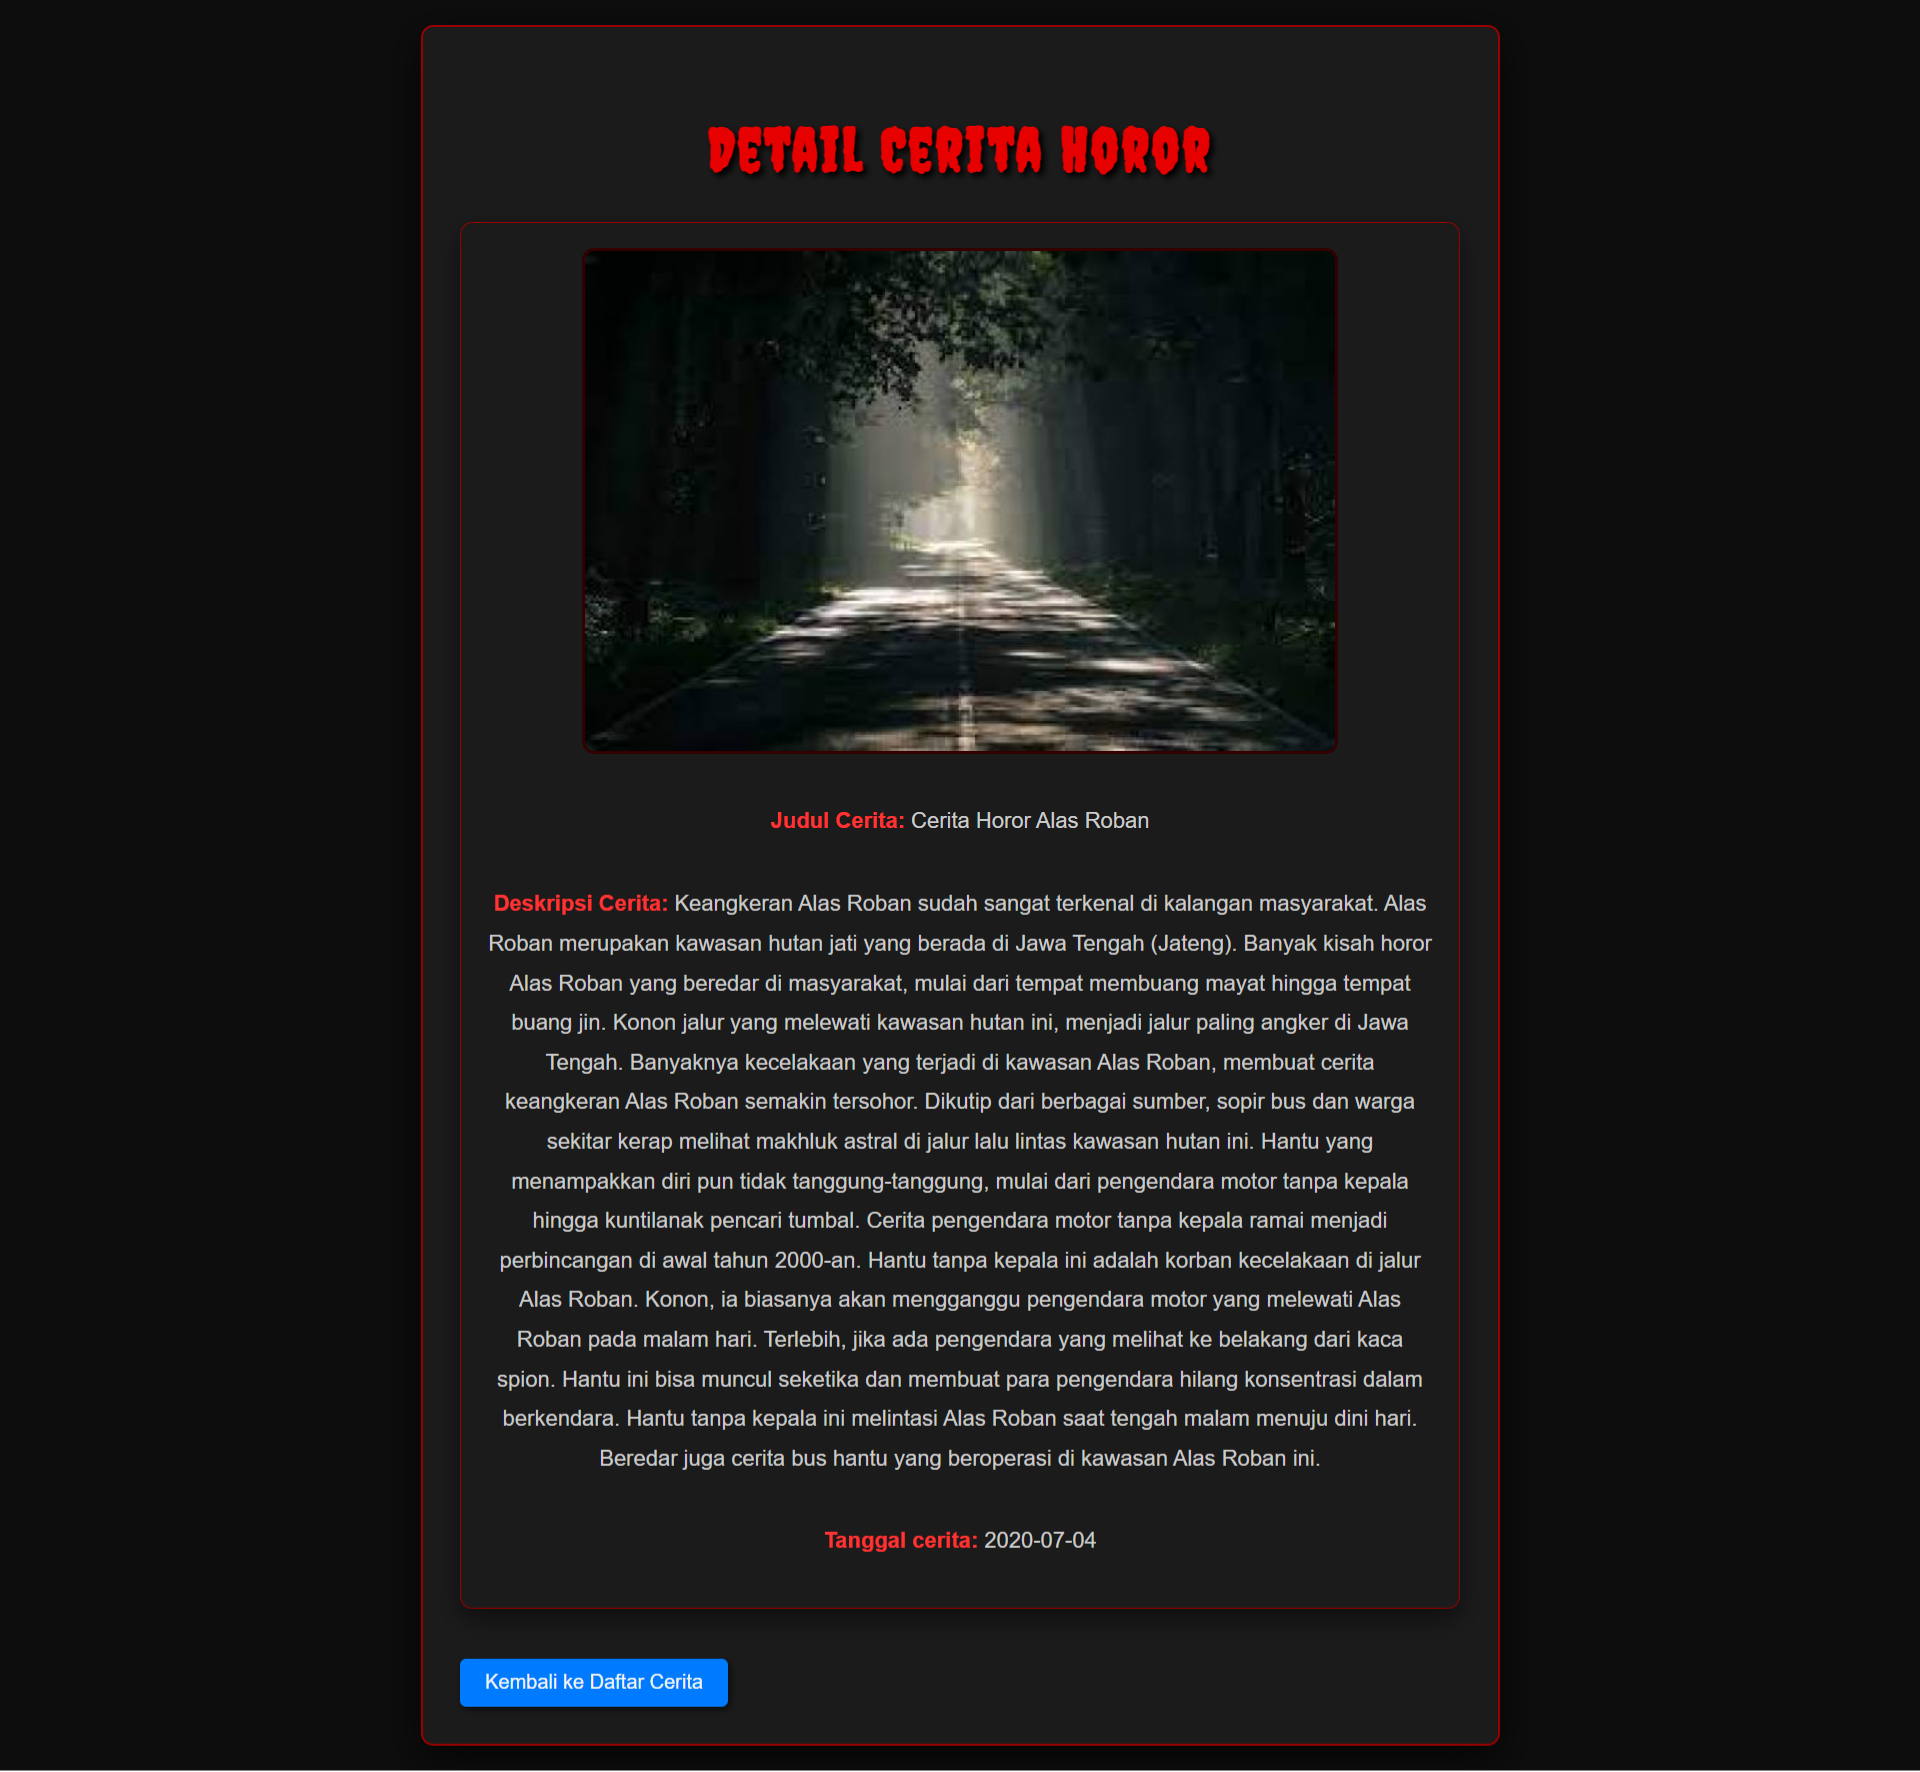 DETAIL CERITA HOROR
Judul Cerita: Cerita Horor Alas Roban
Deskripsi Cerita: Keangkeran Alas Roban sudah sangat terkenal di kalangan masyarakat. Alas
Roban merupakan kawasan hutan jati yang berada di Jawa Tengah (Jateng). Banyak kisah horor
Alas Roban yang beredar di masyarakat, mulai dari tempat membuang mayat hingga tempat
buang jin. Konon jalur yang melewati kawasan hutan ini, menjadi jalur paling angker di Jawa
Tengah. Banyaknya kecelakaan yang terjadi di kawasan Alas Roban, membuat cerita
keangkeran Alas Roban semakin tersohor. Dikutip dari berbagai sumber, sopir bus dan warga
sekitar kerap melihat makhluk astral di jalur lalu lintas kawasan hutan ini. Hantu yang
menampakkan diri pun tidak tanggung-tanggung, mulai dari pengendara motor tanpa kepala
hingga kuntilanak pencari tumbal. Cerita pengendara motor tanpa kepala ramai menjadi
perbincangan di awal tahun 2000-an. Hantu tanpa kepala ini adalah korban kecelakaan di jalur
Alas Roban. Konon, ia biasanya akan mengganggu pengendara motor yang melewati Alas
Roban pada malam hari. Terlebih, jika ada pengendara yang melihat ke belakang dari kaca
spion. Hantu ini bisa muncul seketika dan membuat para pengendara hilang konsentrasi dalam
berkendara. Hantu tanpa kepala ini melintasi Alas Roban saat tengah malam menuju dini hari.
Beredar juga cerita bus hantu yang beroperasi di kawasan Alas Roban ini.
Tanggal cerita: 2020-07-04
Kembali ke Daftar Cerita